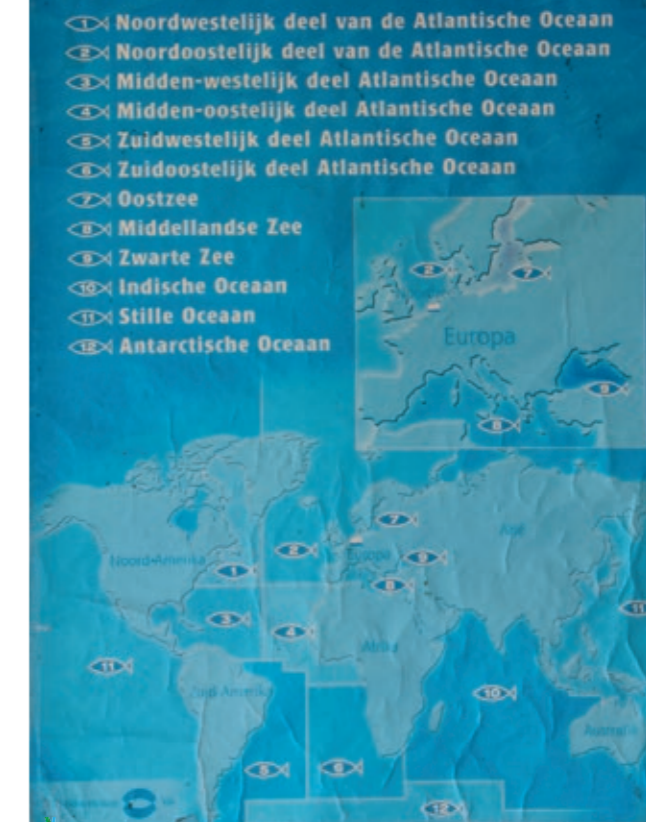 1 Noordwestelijk deel van de Atlantische Oceaan
2 Noordoostelijk deel van de Atlantische Oceaan
3 Midden-westelijk deel Atlantische Oceaan
4 Midden-oostelijk deel Atlantische Oceaan
5 Zuidwestelijk deel Atlantische Oceaan
6 Zuidoostelijk deel Atlantische Oceaan
7 Oostzee
8 Middellandse Zee
9 Zwarte Zee
10 Indische Oceaan
11 Stille Oceaan
12 Antarctische Oceaan
2 7
Europa
9
8
7 Azië
Noord-Amerika 1 2 Europa 9
8
3 4 11
Afrika
11 Zuid-Amerika 10
Australië
5 6
12